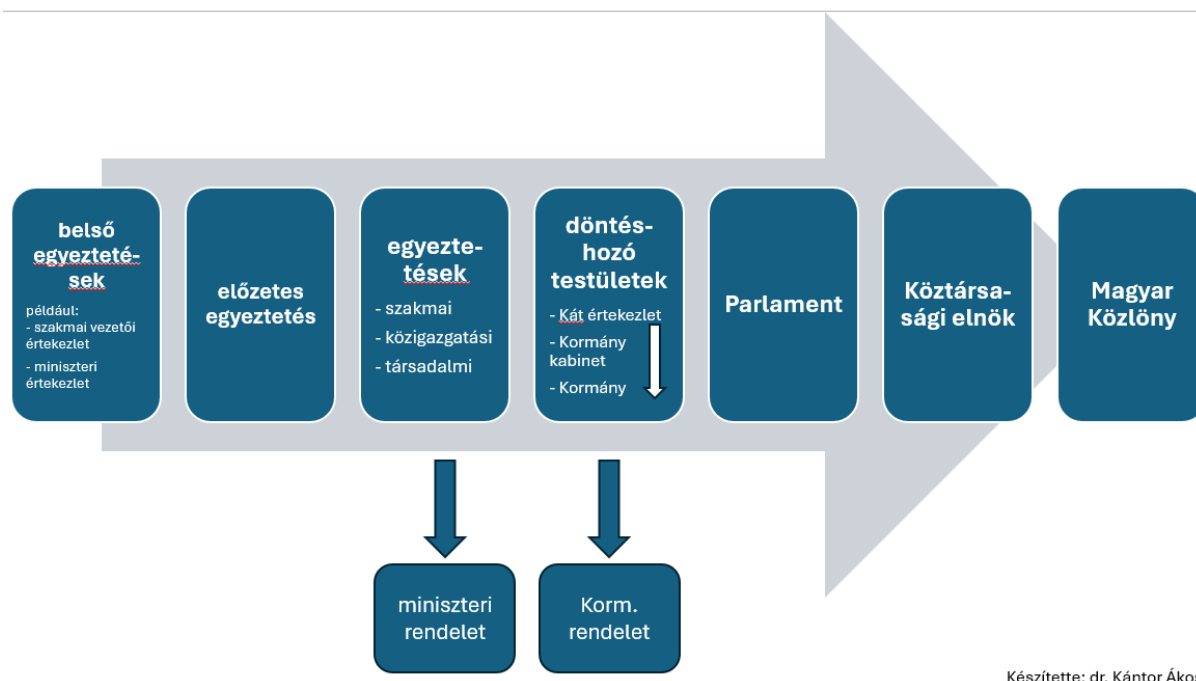 belső
egyezteté-
sek
például:
- szakmai vezetői
értekezlet
- miniszteri
értekezlet
előzetes
egyeztetés
egyezte-
tések
- szakmai
- közigazgatási
- társadalmi
döntés-
hozó
testületek
- Kát értekezlet
- Kormány
kabinet
- Kormány
Parlament
Köztársa-
sági elnök
Magyar
Közlöny
miniszteri
rendelet
Korm.
rendelet
Készítette: dr. Kántor Ákos